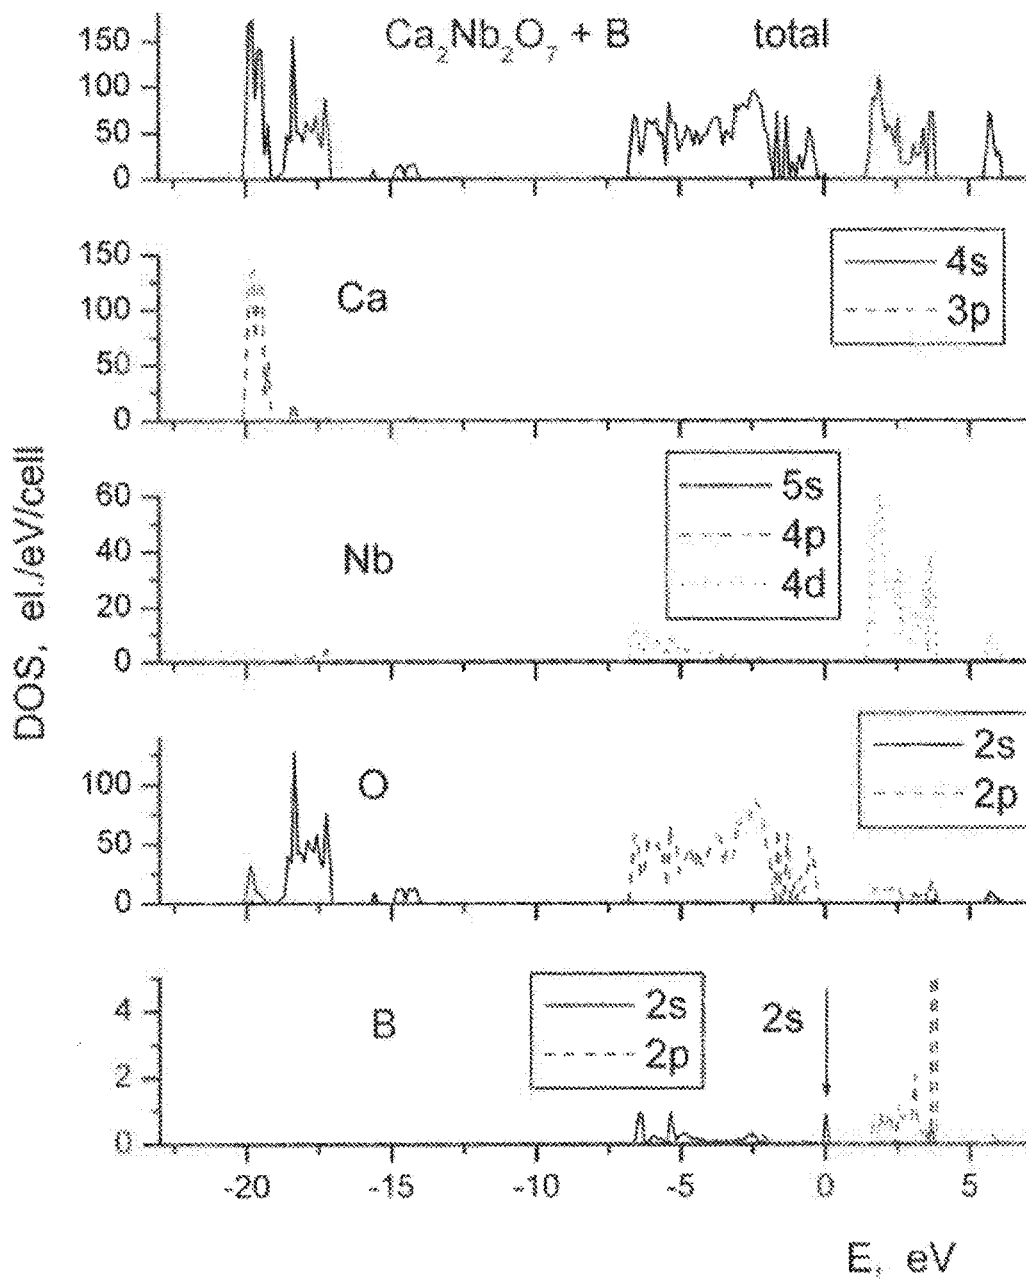 Ca₂Nb₂O₇ + B total
150
100
50
0
Ca
4s
3p
150
100
50
0
Nb
5s
4p
4d
60
40
20
0
DOS, el./eV/cell
O
2s
2p
100
50
0
B
2s
2p
2s
4
2
0
-20 -15 -10 -5 0 5
E, eV